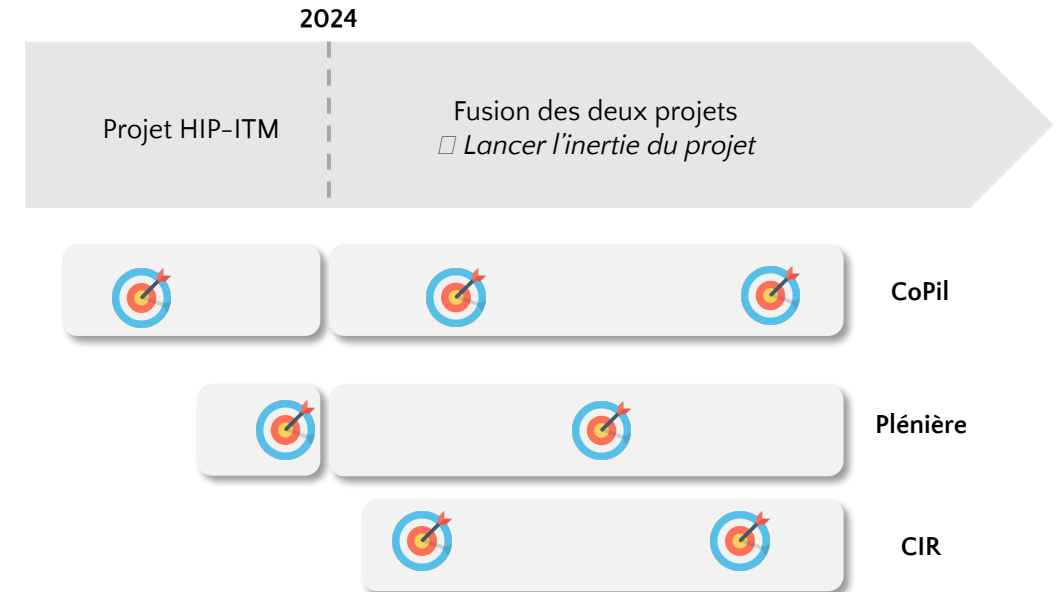 2024
Projet HIP-ITM
Fusion des deux projets
□ Lancer l’inertie du projet
CoPil
Plénière
CIR